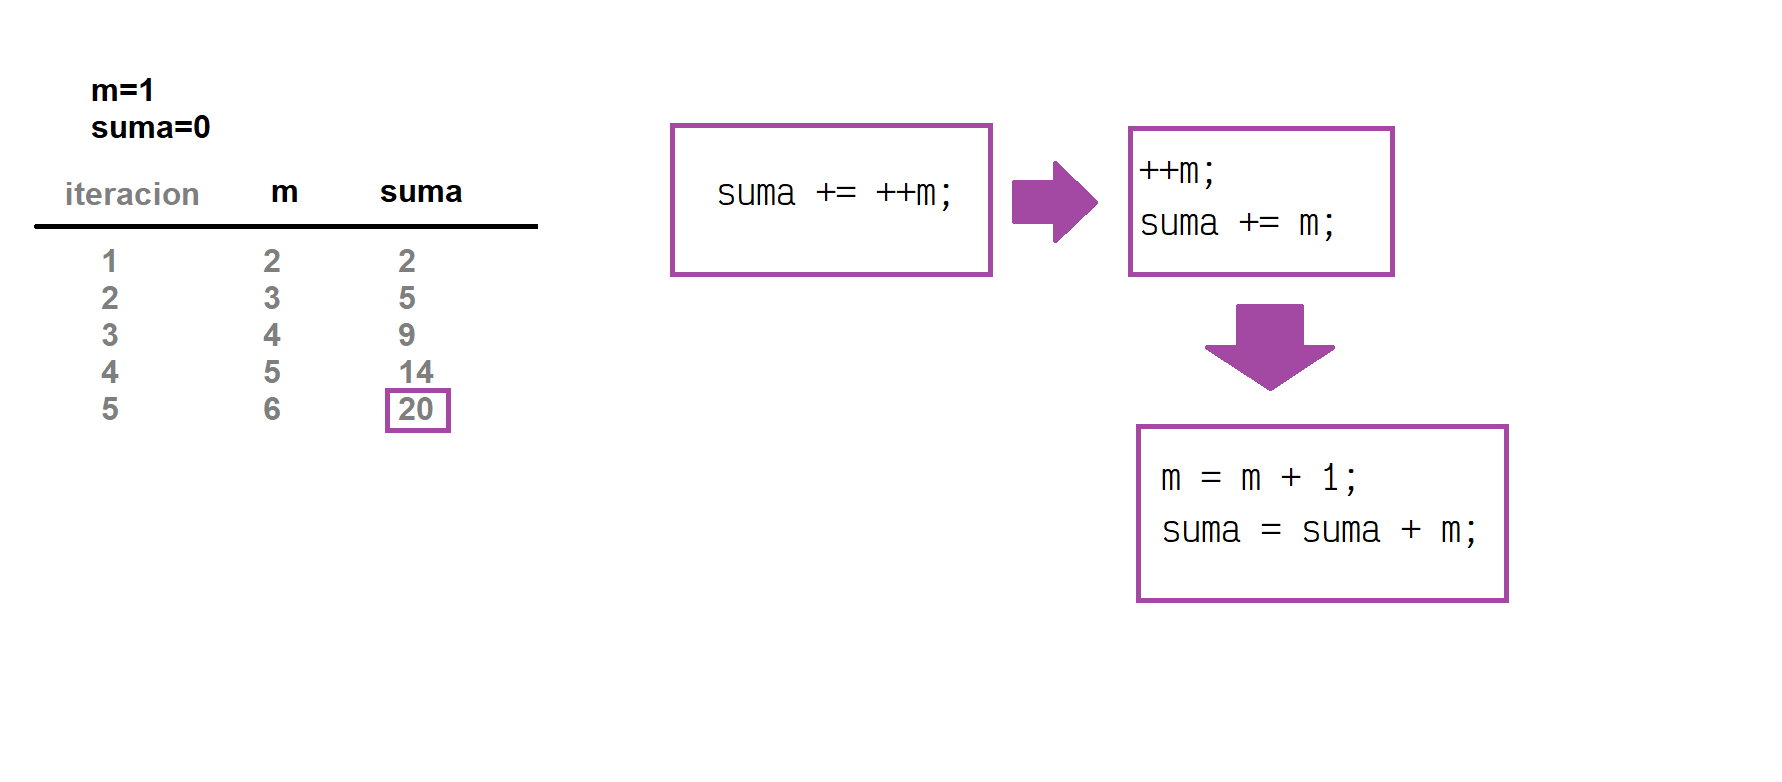 m=1
suma=0
iteracion m suma
1 2 2
2 3 5
3 4 9
4 5 14
5 6 20
suma += ++m;
++m;
suma += m;
m = m + 1;
suma = suma + m;